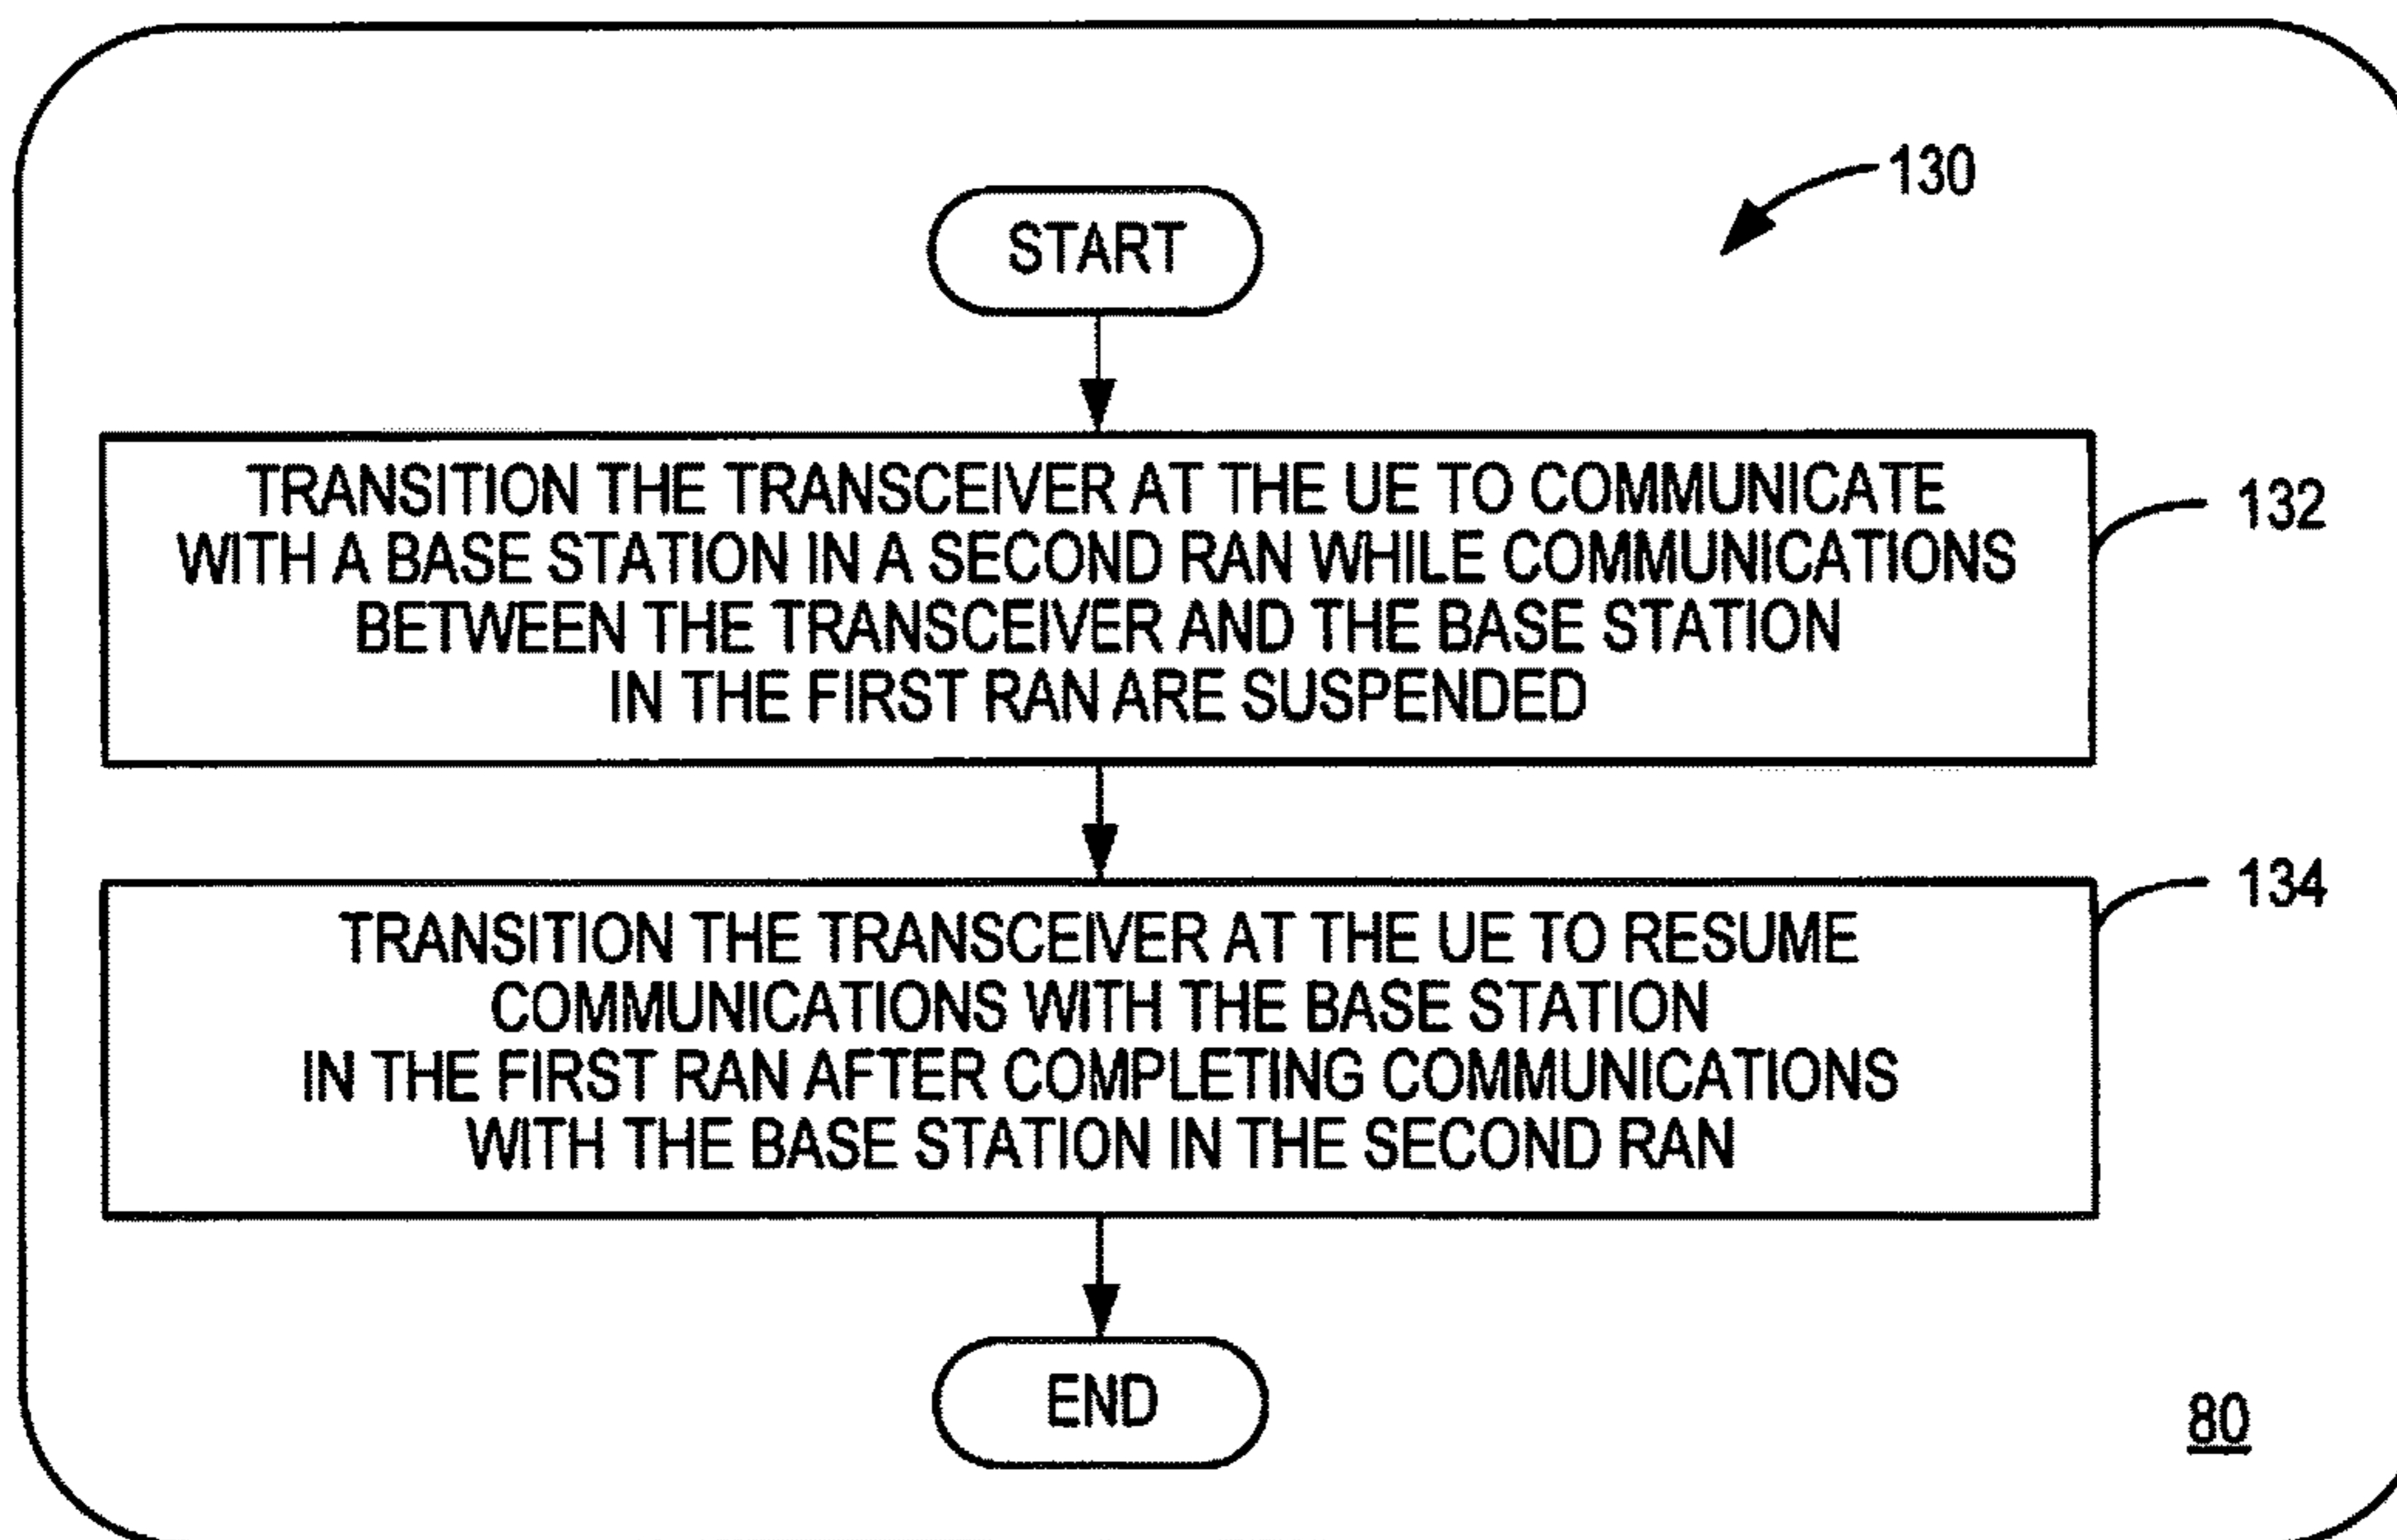 130
START
TRANSITION THE TRANSCEIVER AT THE UE TO COMMUNICATE
WITH A BASE STATION IN A SECOND RAN WHILE COMMUNICATIONS
BETWEEN THE TRANSCEIVER AND THE BASE STATION
IN THE FIRST RAN ARE SUSPENDED
132
TRANSITION THE TRANSCEIVER AT THE UE TO RESUME
COMMUNICATIONS WITH THE BASE STATION
IN THE FIRST RAN AFTER COMPLETING COMMUNICATIONS
WITH THE BASE STATION IN THE SECOND RAN
134
END
80